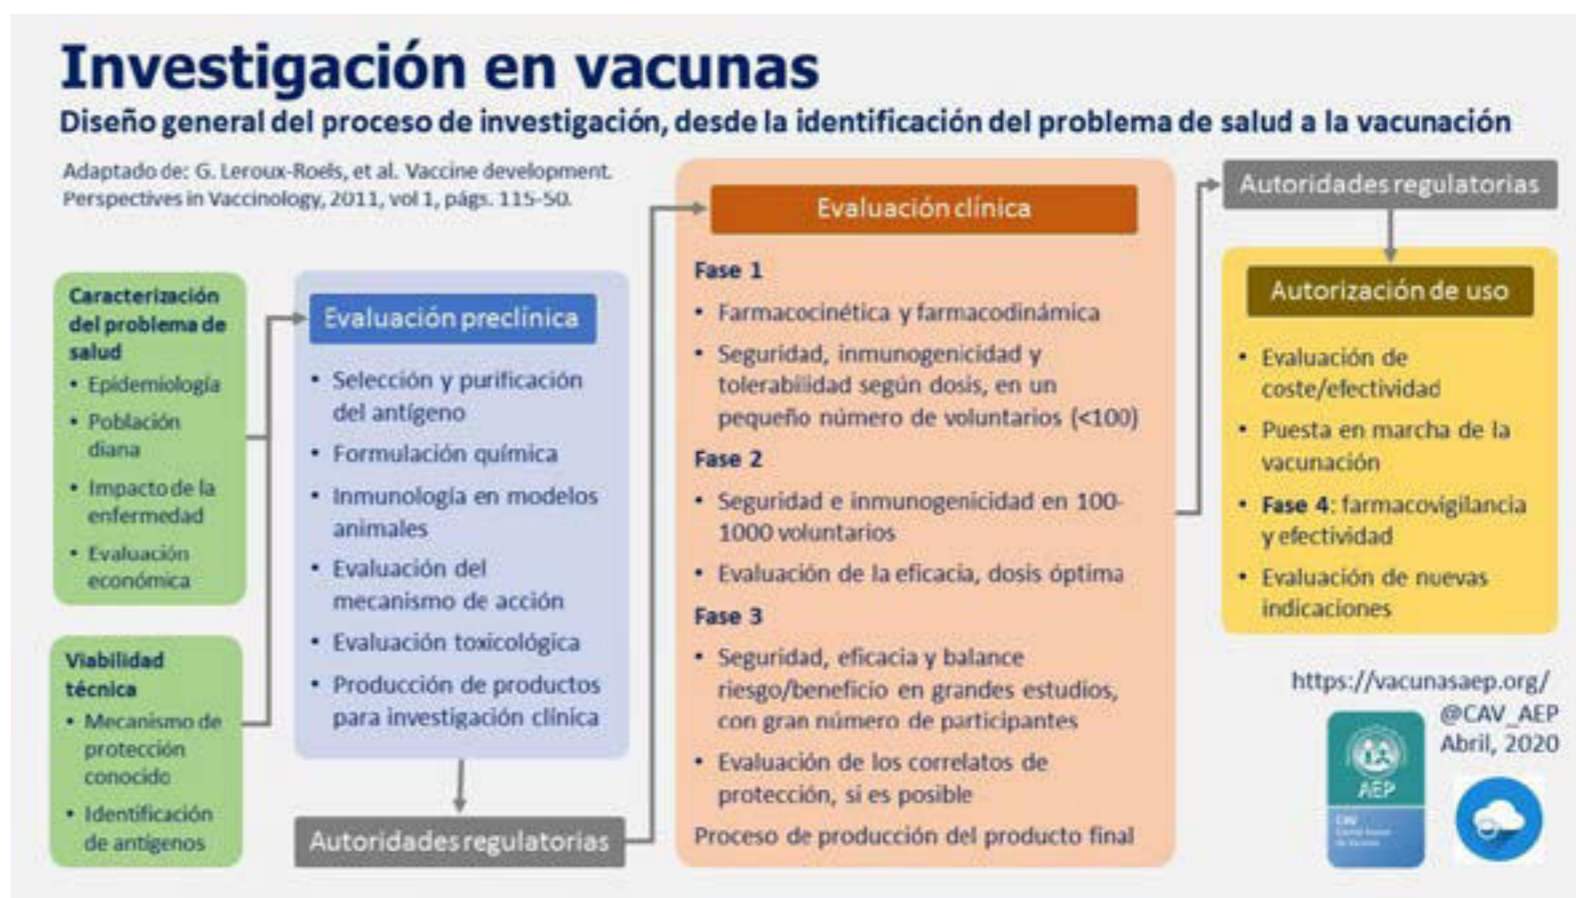 Investigación en vacunas
Diseño general del proceso de investigación, desde la identificación del problema de salud a la vacunación
Adaptado de: G. Leroux-Roels, et al. Vaccine development.
Perspectives in Vaccinology, 2011, vol 1, págs. 115-50.
Caracterización
del problema de
salud
• Epidemiología
• Población
diana
• Impacto de la
enfermedad
• Evaluación
económica
Viabilidad
técnica
• Mecanismo de
protección
conocido
• Identificación
de antígenos
Evaluación preclínica
• Selección y purificación
del antígeno
• Formulación química
• Inmunología en modelos
animales
• Evaluación del
mecanismo de acción
• Evaluación toxicológica
• Producción de productos
para investigación clínica
Autoridades regulatorias
Evaluación clínica
Fase 1
• Farmacocinética y farmacodinámica
• Seguridad, inmunogenicidad y
tolerabilidad según dosis, en un
pequeño número de voluntarios (<100)
Fase 2
• Seguridad e inmunogenicidad en 100-
1000 voluntarios
• Evaluación de la eficacia, dosis óptima
Fase 3
• Seguridad, eficacia y balance
riesgo/beneficio en grandes estudios,
con gran número de participantes
• Evaluación de los correlatos de
protección, si es posible
Proceso de producción del producto final
Autoridades regulatorias
Autorización de uso
• Evaluación de
coste/efectividad
• Puesta en marcha de la
vacunación
• Fase 4: farmacovigilancia
y efectividad
• Evaluación de nuevas
indicaciones
https://vacunasaep.org/
@CAV_AEP
Abril, 2020
AEP
CAV